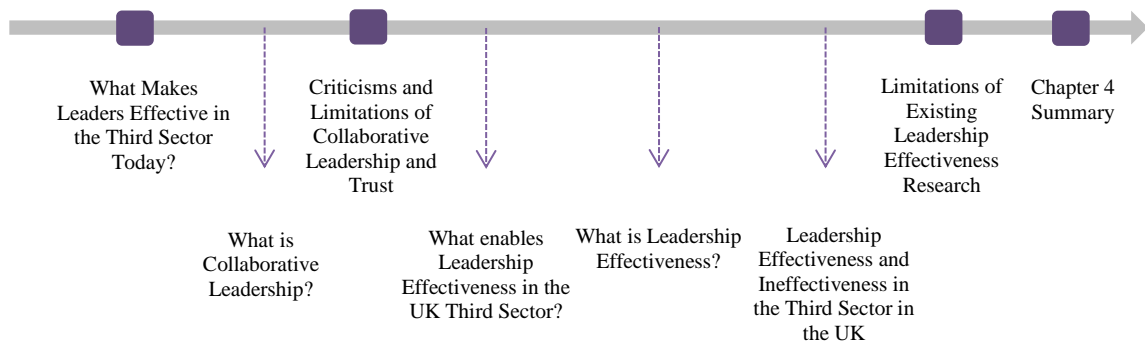 What Makes
Leaders Effective in
the Third Sector
Today?
Criticisms and
Limitations of
Collaborative
Leadership and
Trust
Limitations of
Existing
Leadership
Effectiveness
Research
Chapter 4
Summary
What is
Collaborative
Leadership?
What enables
Leadership
Effectiveness in the
UK Third Sector?
What is Leadership
Effectiveness?
Leadership
Effectiveness and
Ineffectiveness in
the Third Sector in
the UK